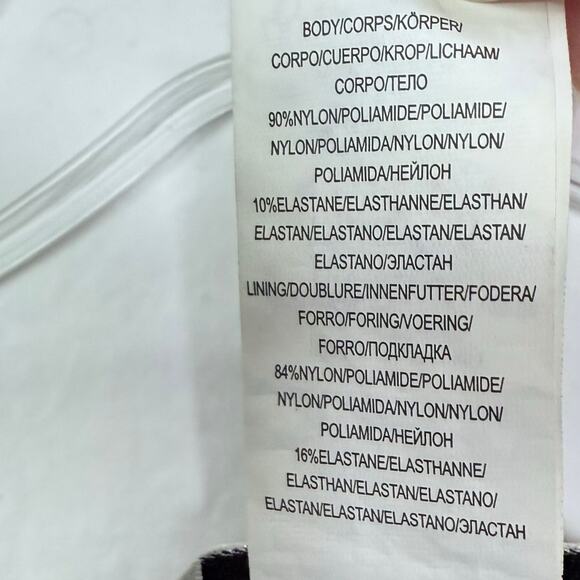 BODY/CORPS/KÖRPER/
CORPO/CUERPO/KROP/LICHAAM/
CORPO/ТЕЛО
90%NYLON/POLIAMIDE/POLIAMIDE/
NYLON/POLIAMIDA/NYLON/NYLON/
POLIAMIDA/НЕЙЛОН
10%ELASTANE/ELASTHANNE/ELASTHAN/
ELASTAN/ELASTANO/ELASTAN/ELASTAN/
ELASTANO/ЭЛАСТАН
LINING/DOUBLURE/INNENFUTTER/FODERA/
FORRO/FORING/VOERING/
FORRO/ПОДКЛАДКА
84%NYLON/POLIAMIDE/POLIAMIDE/
NYLON/POLIAMIDA/NYLON/NYLON/
POLIAMIDA/НЕЙЛОН
16%ELASTANE/ELASTHANNE/
ELASTHAN/ELASTAN/ELASTANO/
ELASTAN/ELASTAN/ELASTANO/ЭЛАСТАН